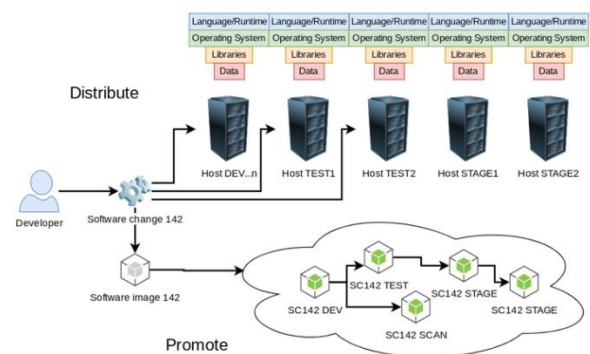 Language/Runtime Language/Runtime Language/Runtime Language/Runtime Language/Runtime
Operating System Operating System Operating System Operating System Operating System
Libraries Libraries Libraries Libraries Libraries
Data Data Data Data Data
Distribute
Host DEV...n Host TEST1 Host TEST2 Host STAGE1 Host STAGE2
Developer
Software change 142
Software image 142
SC142 TEST
SC142 STAGE
SC142 DEV
SC142 STAGE
SC142 SCAN
Promote